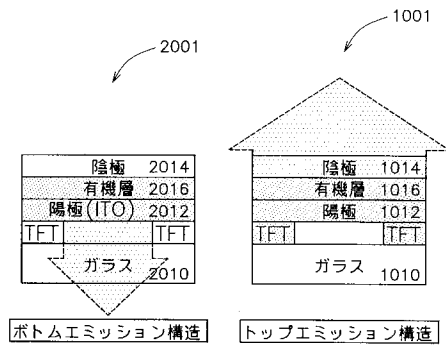 2001
陰極 2014
有機層 2016
陽極(ITO) 2012
TFT TFT
ガラス 2010
ボトムエミッション構造
1001
陰極 1014
有機層 1016
陽極 1012
TFT TFT
ガラス 1010
トップエミッション構造